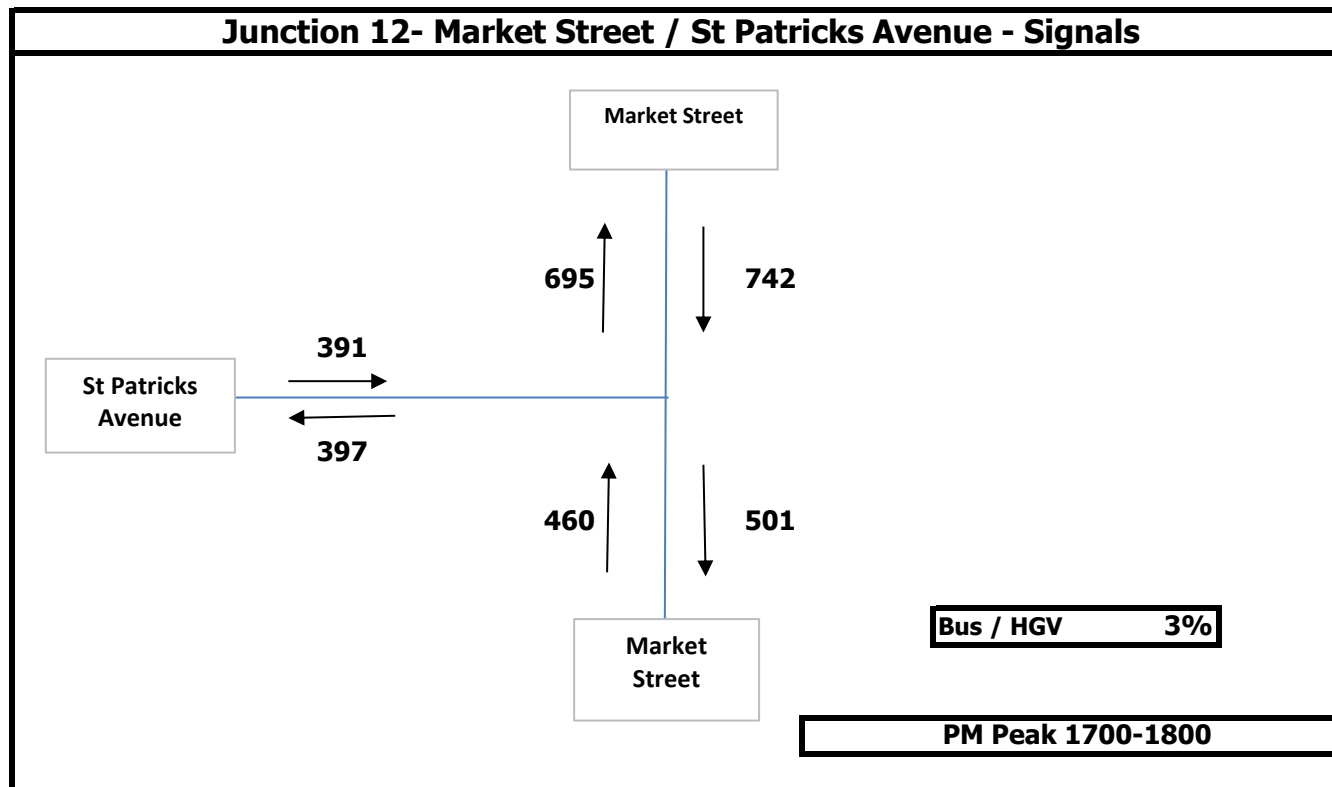 Junction 12- Market Street / St Patricks Avenue - Signals
Market Street
695
742
391
St Patricks
Avenue
397
460
501
Bus / HGV 3%
Market
Street
PM Peak 1700-1800